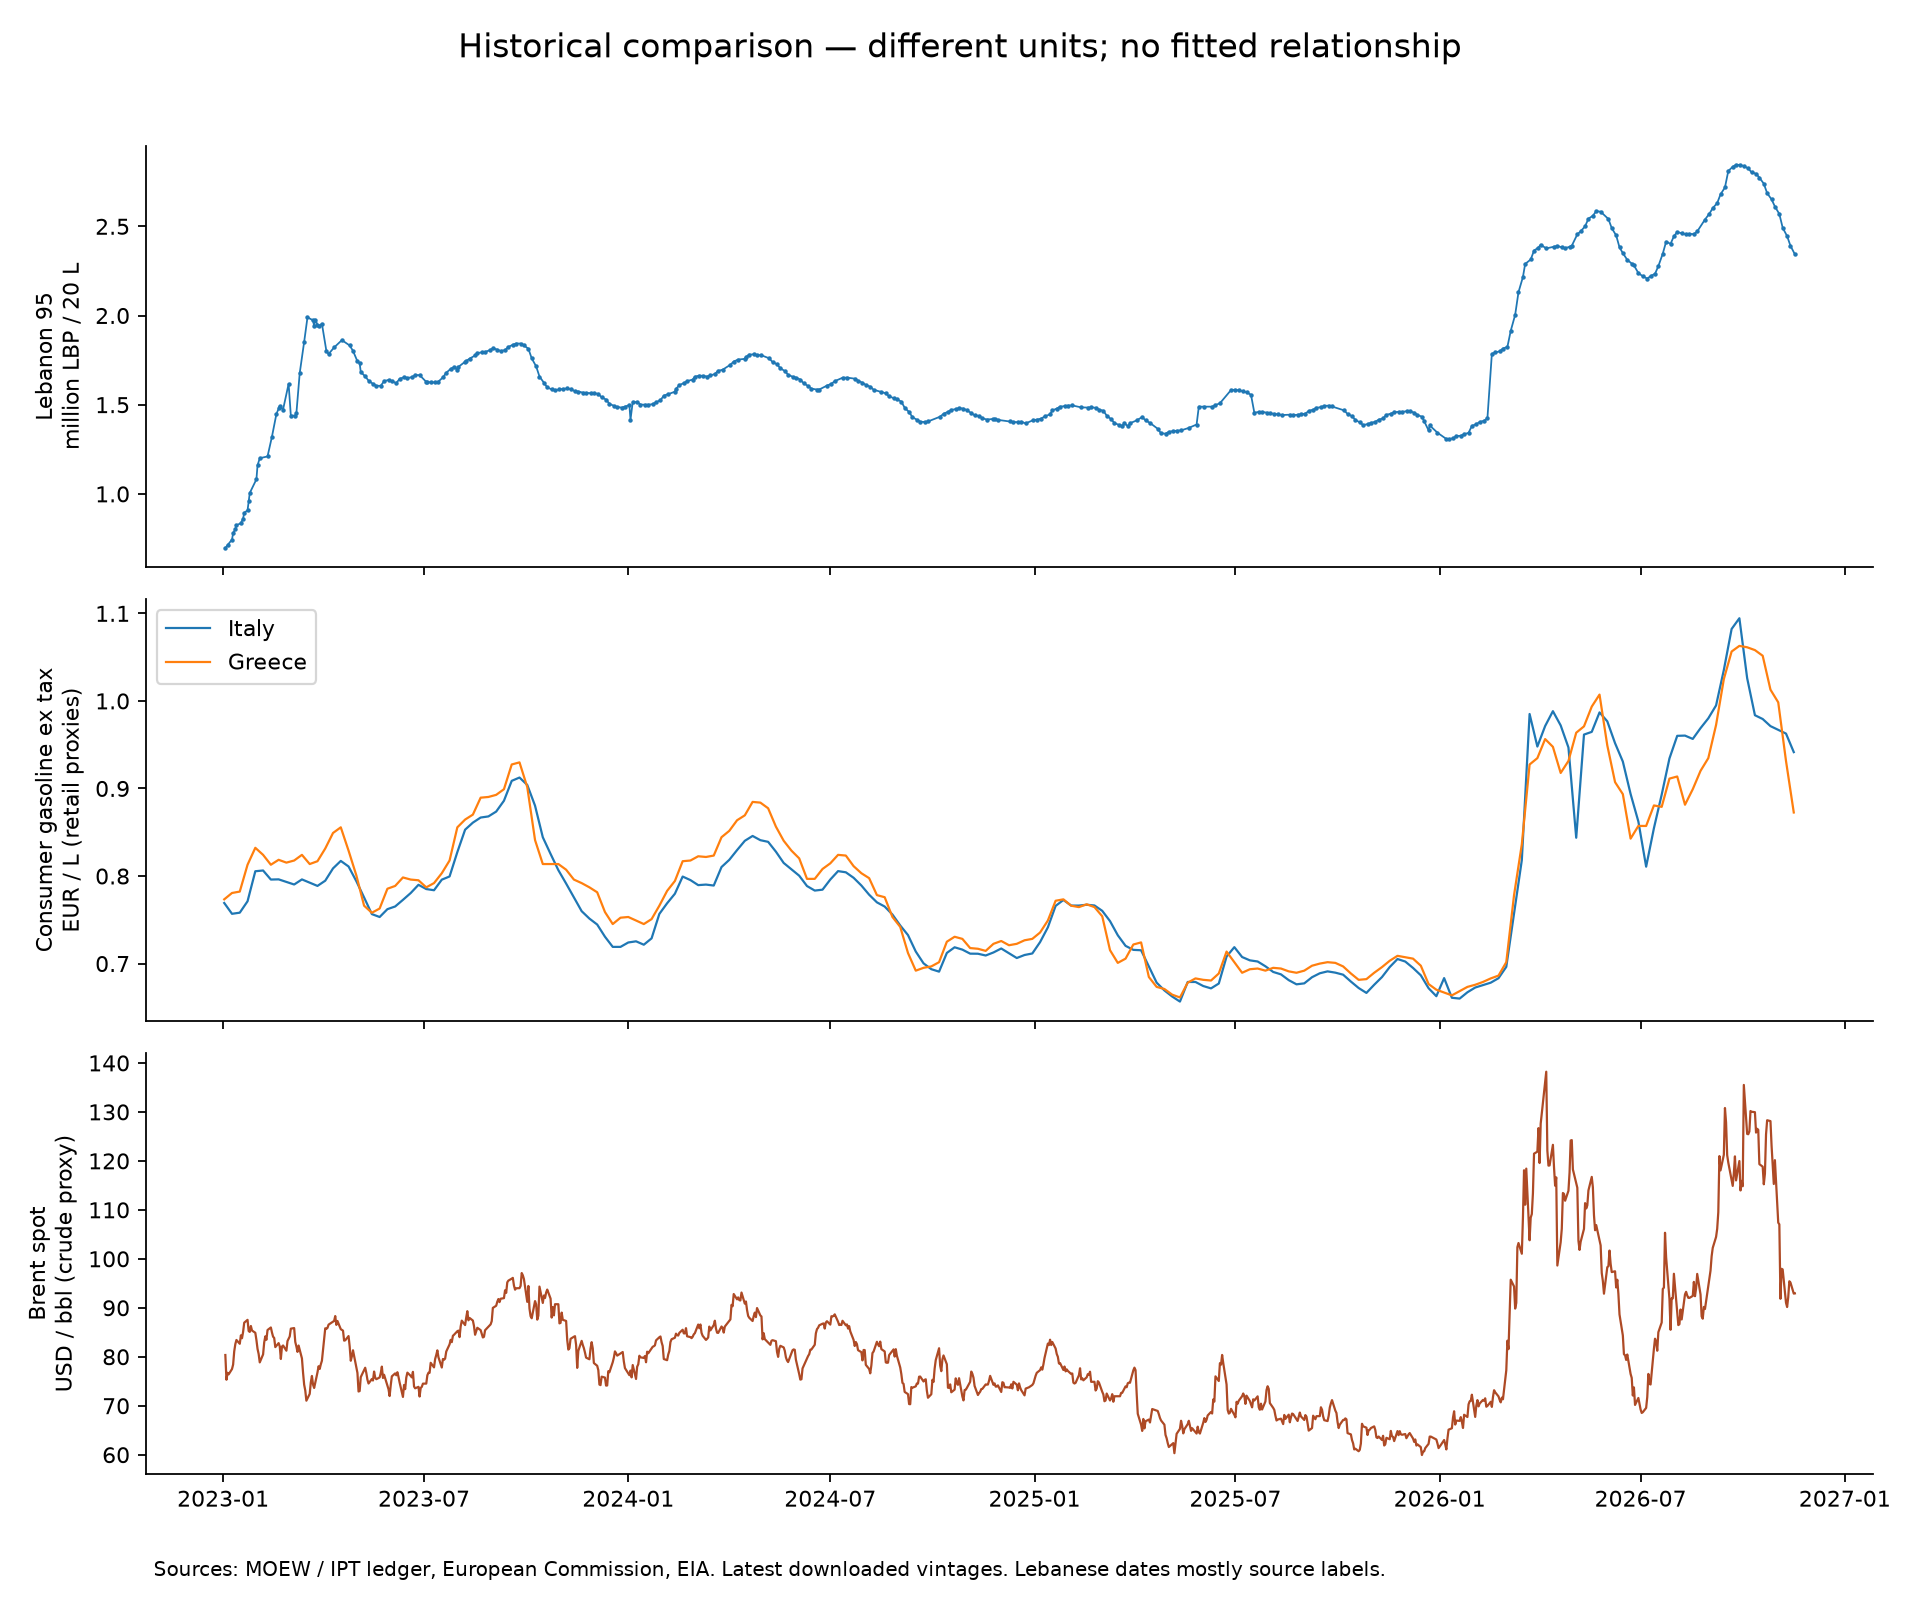 Historical comparison — different units; no fitted relationship
Lebanon 95
million LBP / 20 L
2.5
2.0
1.5
1.0
Consumer gasoline ex tax
EUR / L (retail proxies)
1.1
1.0
0.9
0.8
0.7
Italy
Greece
Brent spot
USD / bbl (crude proxy)
140
130
120
110
100
90
80
70
60
2023-01 2023-07 2024-01 2024-07 2025-01 2025-07 2026-01 2026-07 2027-01
Sources: MOEW / IPT ledger, European Commission, EIA. Latest downloaded vintages. Lebanese dates mostly source labels.